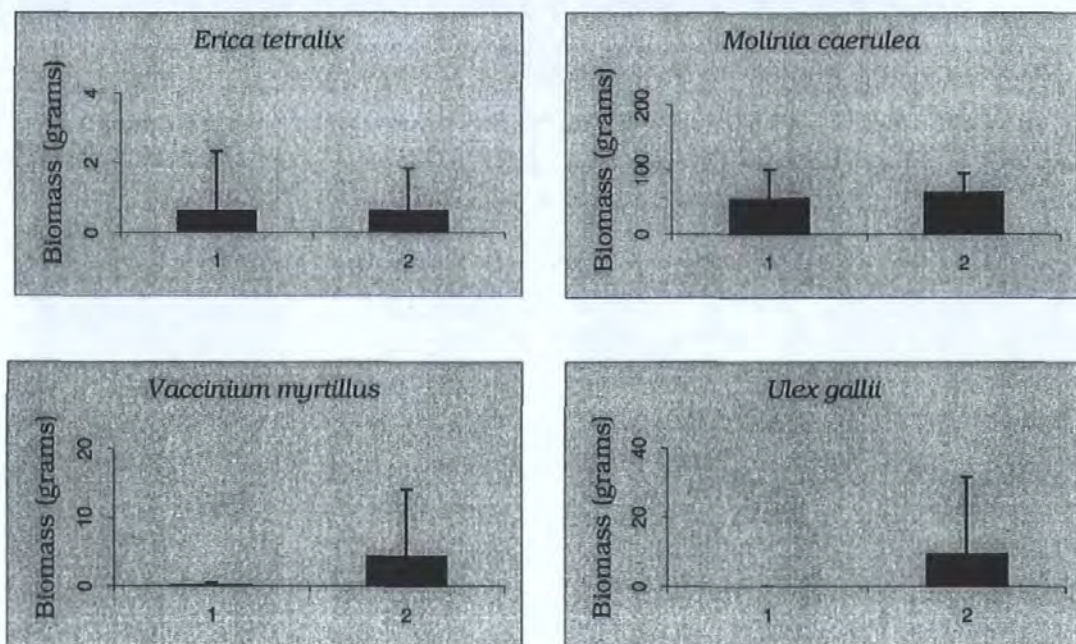 Erica tetralix
Biomass (grams)
4
2
0
1
2
Molinia caerulea
Biomass (grams)
200
100
0
1
2
Vaccinium myrtillus
Biomass (grams)
20
10
0
1
2
Ulex gallii
Biomass (grams)
40
20
0
1
2